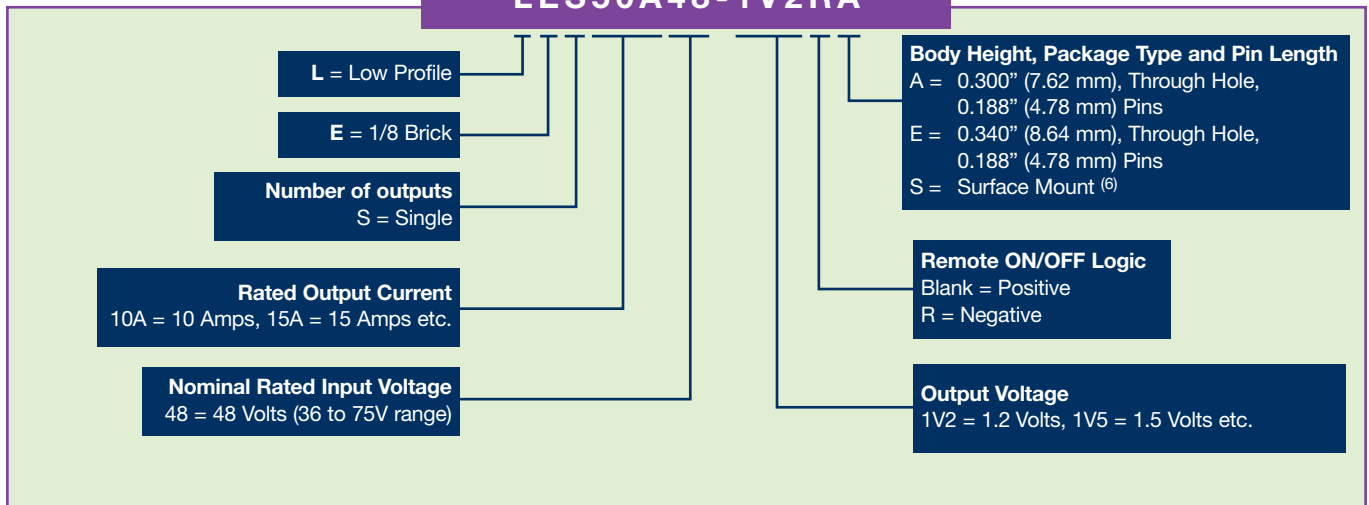 LES50A48-1V2RA
L = Low Profile
E = 1/8 Brick
Number of outputs
S = Single
Rated Output Current
10A = 10 Amps, 15A = 15 Amps etc.
Nominal Rated Input Voltage
48 = 48 Volts (36 to 75V range)
Body Height, Package Type and Pin Length
A = 0.300” (7.62 mm), Through Hole,
0.188” (4.78 mm) Pins
E = 0.340” (8.64 mm), Through Hole,
0.188” (4.78 mm) Pins
S = Surface Mount (6)
Remote ON/OFF Logic
Blank = Positive
R = Negative
Output Voltage
1V2 = 1.2 Volts, 1V5 = 1.5 Volts etc.